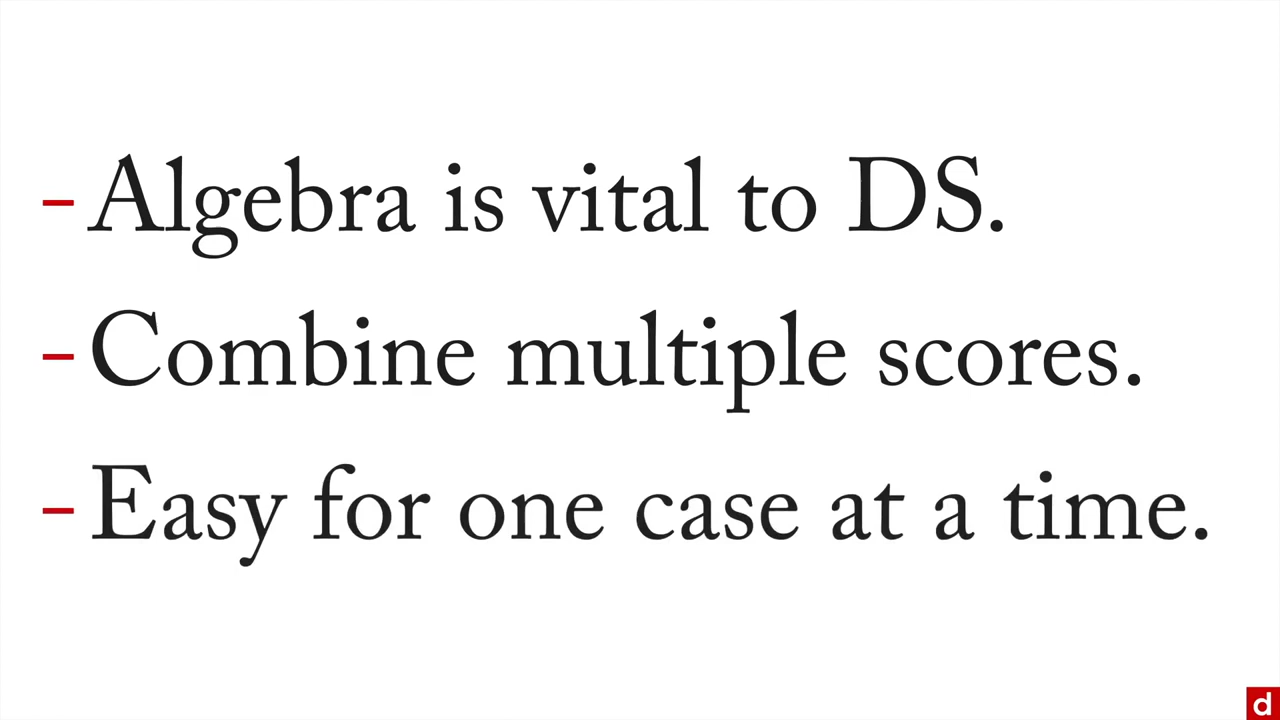 - Algebra is vital to DS.
- Combine multiple scores.
- Easy for one case at a time.
d